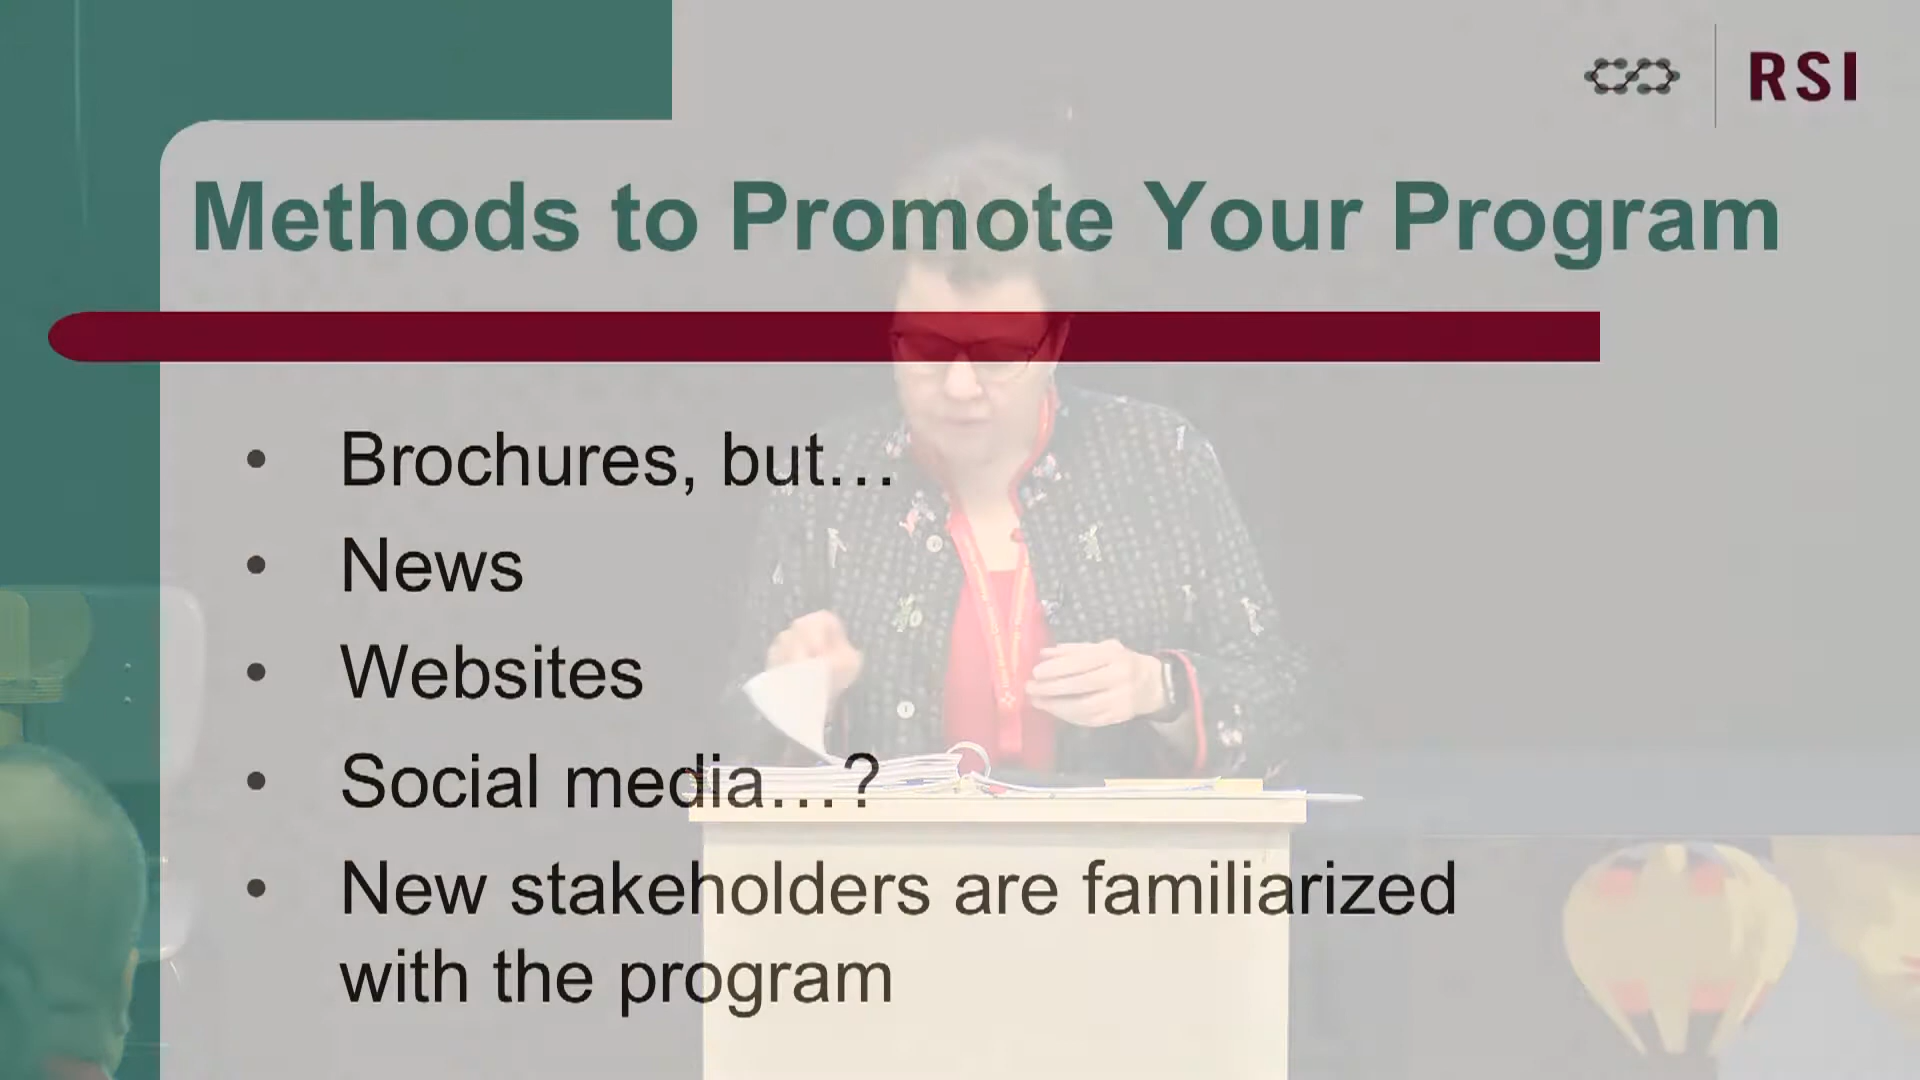 RSI
Methods to Promote Your Program
• Brochures, but…
• News
• Websites
• Social media…?
• New stakeholders are familiarized
with the program